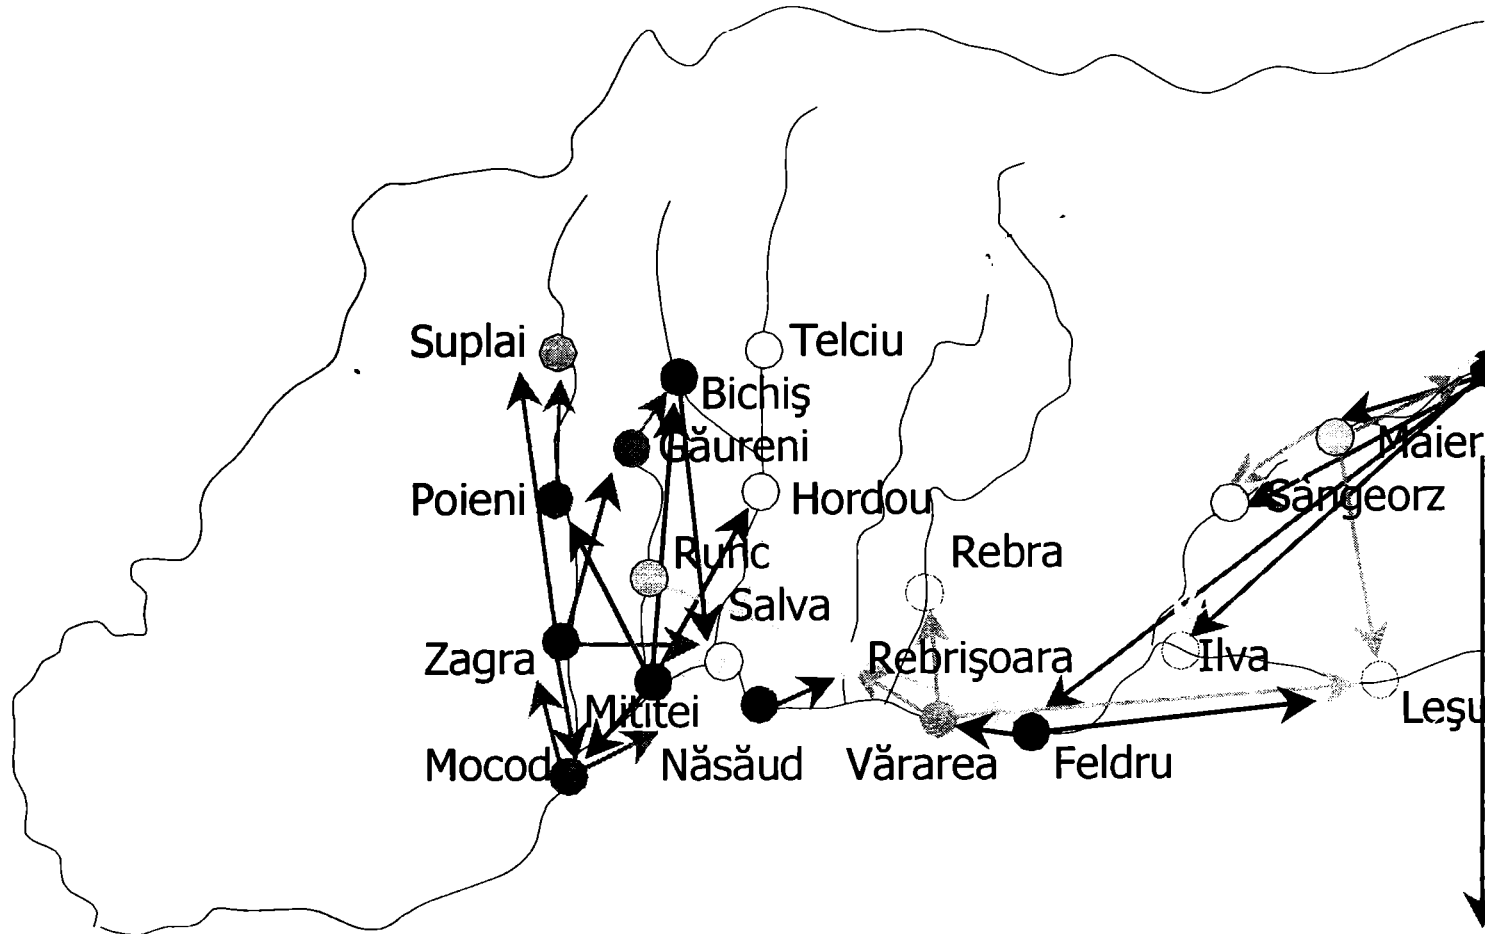 Suplai
Telciu
Bichiş
Găureni
Maier
Poieni
Hordou
Sângeorz
Runc
Rebra
Salva
Zagra
Rebrişoara
Ilva
Mititei
Leşu
Mocod
Năsăud
Vărarea
Feldru